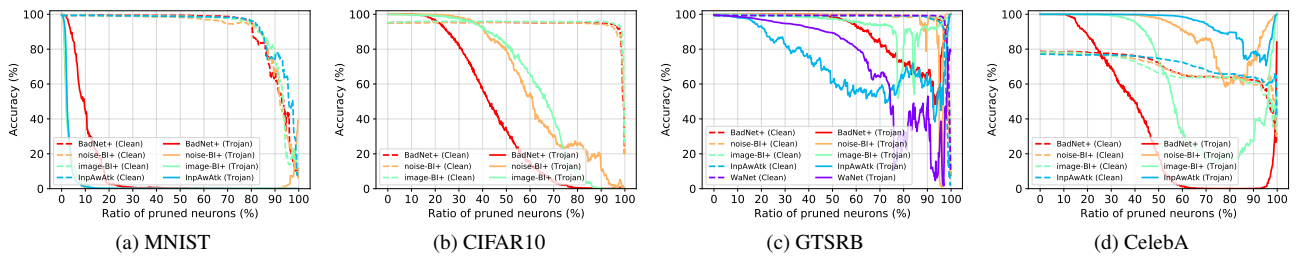 Accuracy (%)
100
80
60
40
20
0
BadNet+ (Clean)
noise-BI+ (Clean)
image-BI+ (Clean)
InpAwAtk (Clean)
BadNet+ (Trojan)
noise-BI+ (Trojan)
image-BI+ (Trojan)
InpAwAtk (Trojan)
0 10 20 30 40 50 60 70 80 90 100
Ratio of pruned neurons (%)
(a) MNIST
Accuracy (%)
100
80
60
40
20
0
BadNet+ (Clean)
noise-BI+ (Clean)
image-BI+ (Clean)
BadNet+ (Trojan)
noise-BI+ (Trojan)
image-BI+ (Trojan)
0 10 20 30 40 50 60 70 80 90 100
Ratio of pruned neurons (%)
(b) CIFAR10
Accuracy (%)
100
80
60
40
20
0
BadNet+ (Clean)
noise-BI+ (Clean)
image-BI+ (Clean)
InpAwAtk (Clean)
WaNet (Clean)
BadNet+ (Trojan)
noise-BI+ (Trojan)
image-BI+ (Trojan)
InpAwAtk (Trojan)
WaNet (Trojan)
0 10 20 30 40 50 60 70 80 90 100
Ratio of pruned neurons (%)
(c) GTSRB
Accuracy (%)
100
80
60
40
20
0
BadNet+ (Clean)
noise-BI+ (Clean)
image-BI+ (Clean)
InpAwAtk (Clean)
BadNet+ (Trojan)
noise-BI+ (Trojan)
image-BI+ (Trojan)
InpAwAtk (Trojan)
0 10 20 30 40 50 60 70 80 90 100
Ratio of pruned neurons (%)
(d) CelebA